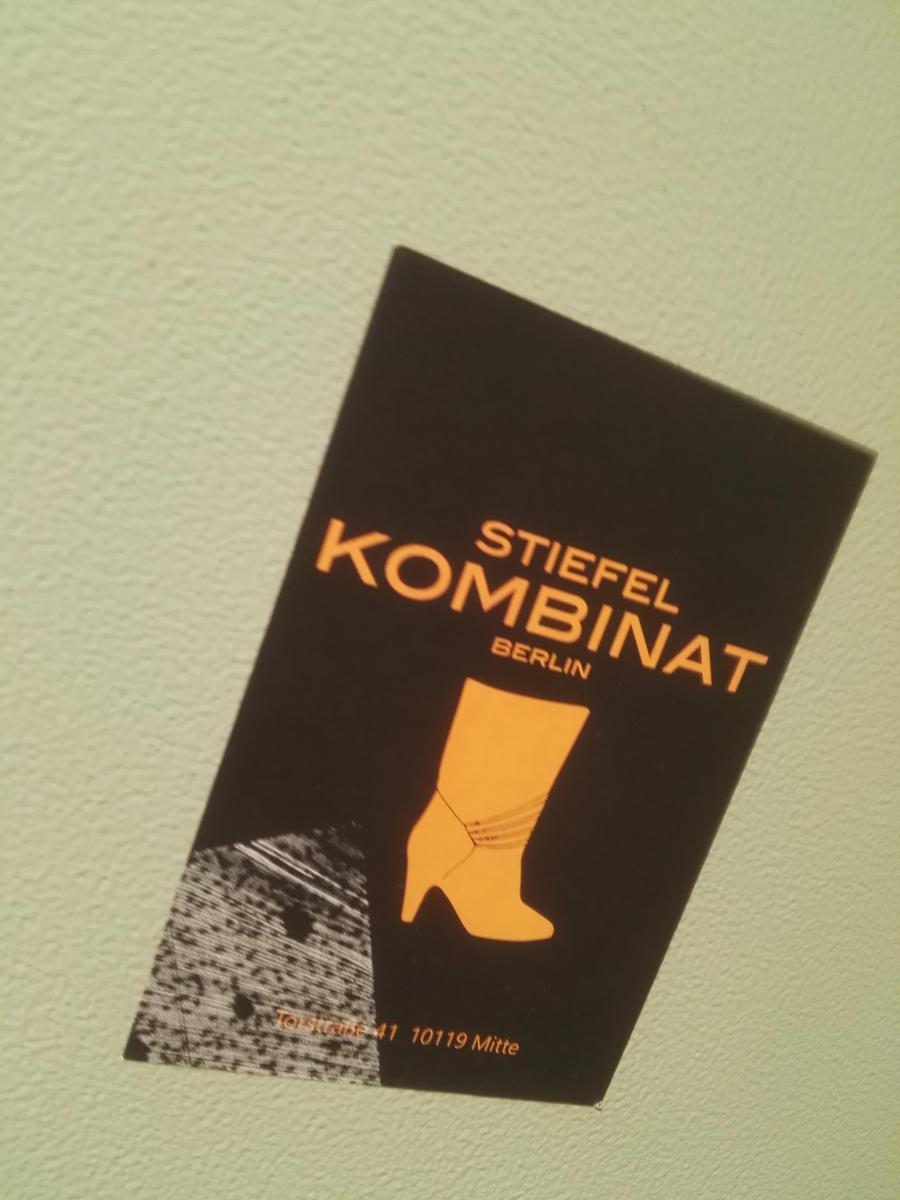 STIEFEL
KOMBINAT
BERLIN
Torstraße 41 10119 Mitte